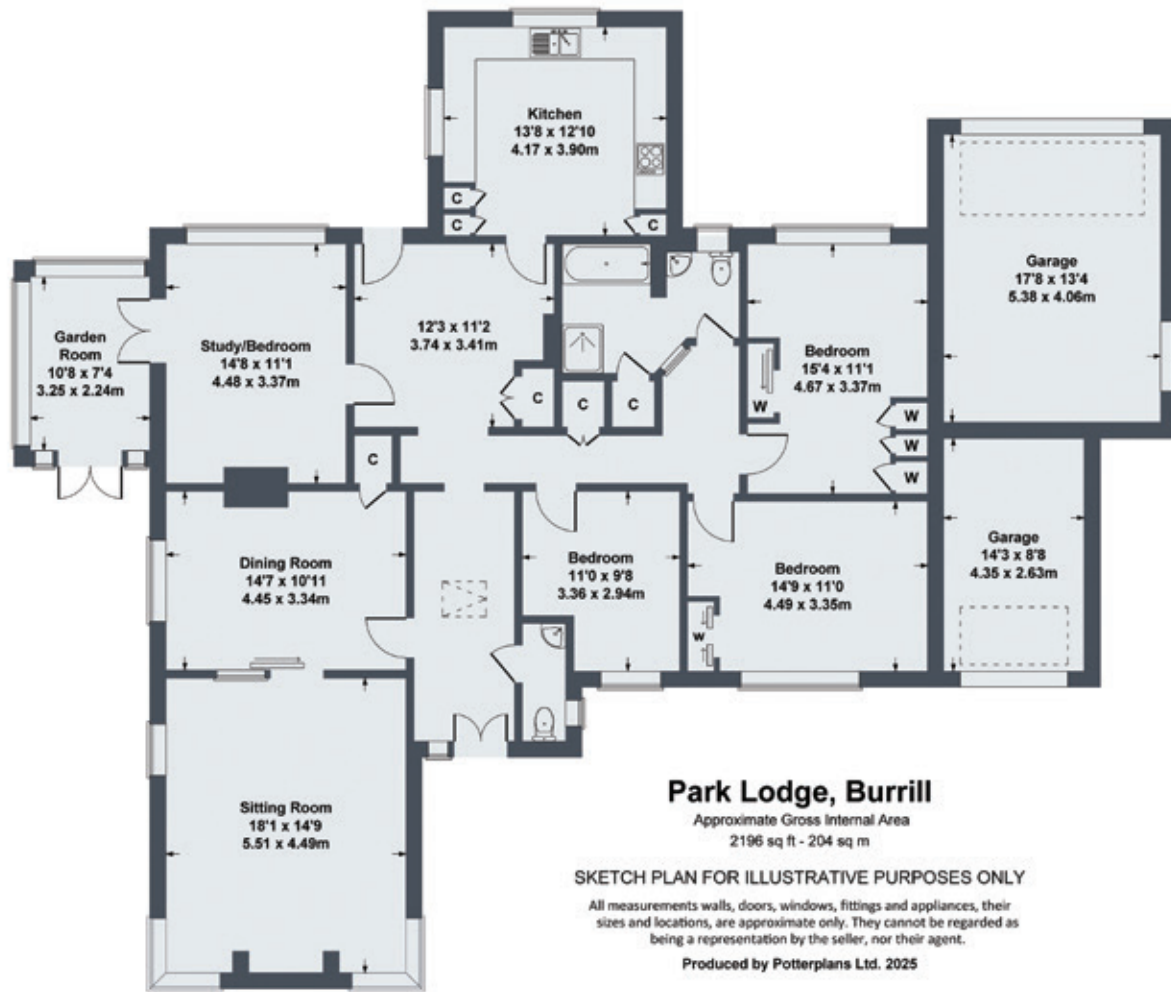 Kitchen
13'8 x 12'10
4.17 x 3.90m
C
C
C
Garage
17'8 x 13'4
5.38 x 4.06m
Garden
Room
10'8 x 7'4
3.25 x 2.24m
Study/Bedroom
14'8 x 11'1
4.48 x 3.37m
12'3 x 11'2
3.74 x 3.41m
Bedroom
15'4 x 11'1
4.67 x 3.37m
C
C
C
W
W
W
W
C
Dining Room
14'7 x 10'11
4.45 x 3.34m
Bedroom
11'0 x 9'8
3.36 x 2.94m
Bedroom
14'9 x 11'0
4.49 x 3.35m
W
Garage
14'3 x 8'8
4.35 x 2.63m
Sitting Room
18'1 x 14'9
5.51 x 4.49m
Park Lodge, Burrill
Approximate Gross Internal Area
2196 sq ft - 204 sq m
SKETCH PLAN FOR ILLUSTRATIVE PURPOSES ONLY
All measurements walls, doors, windows, fittings and appliances, their
sizes and locations, are approximate only. They cannot be regarded as
being a representation by the seller, nor their agent.
Produced by Potterplans Ltd. 2025